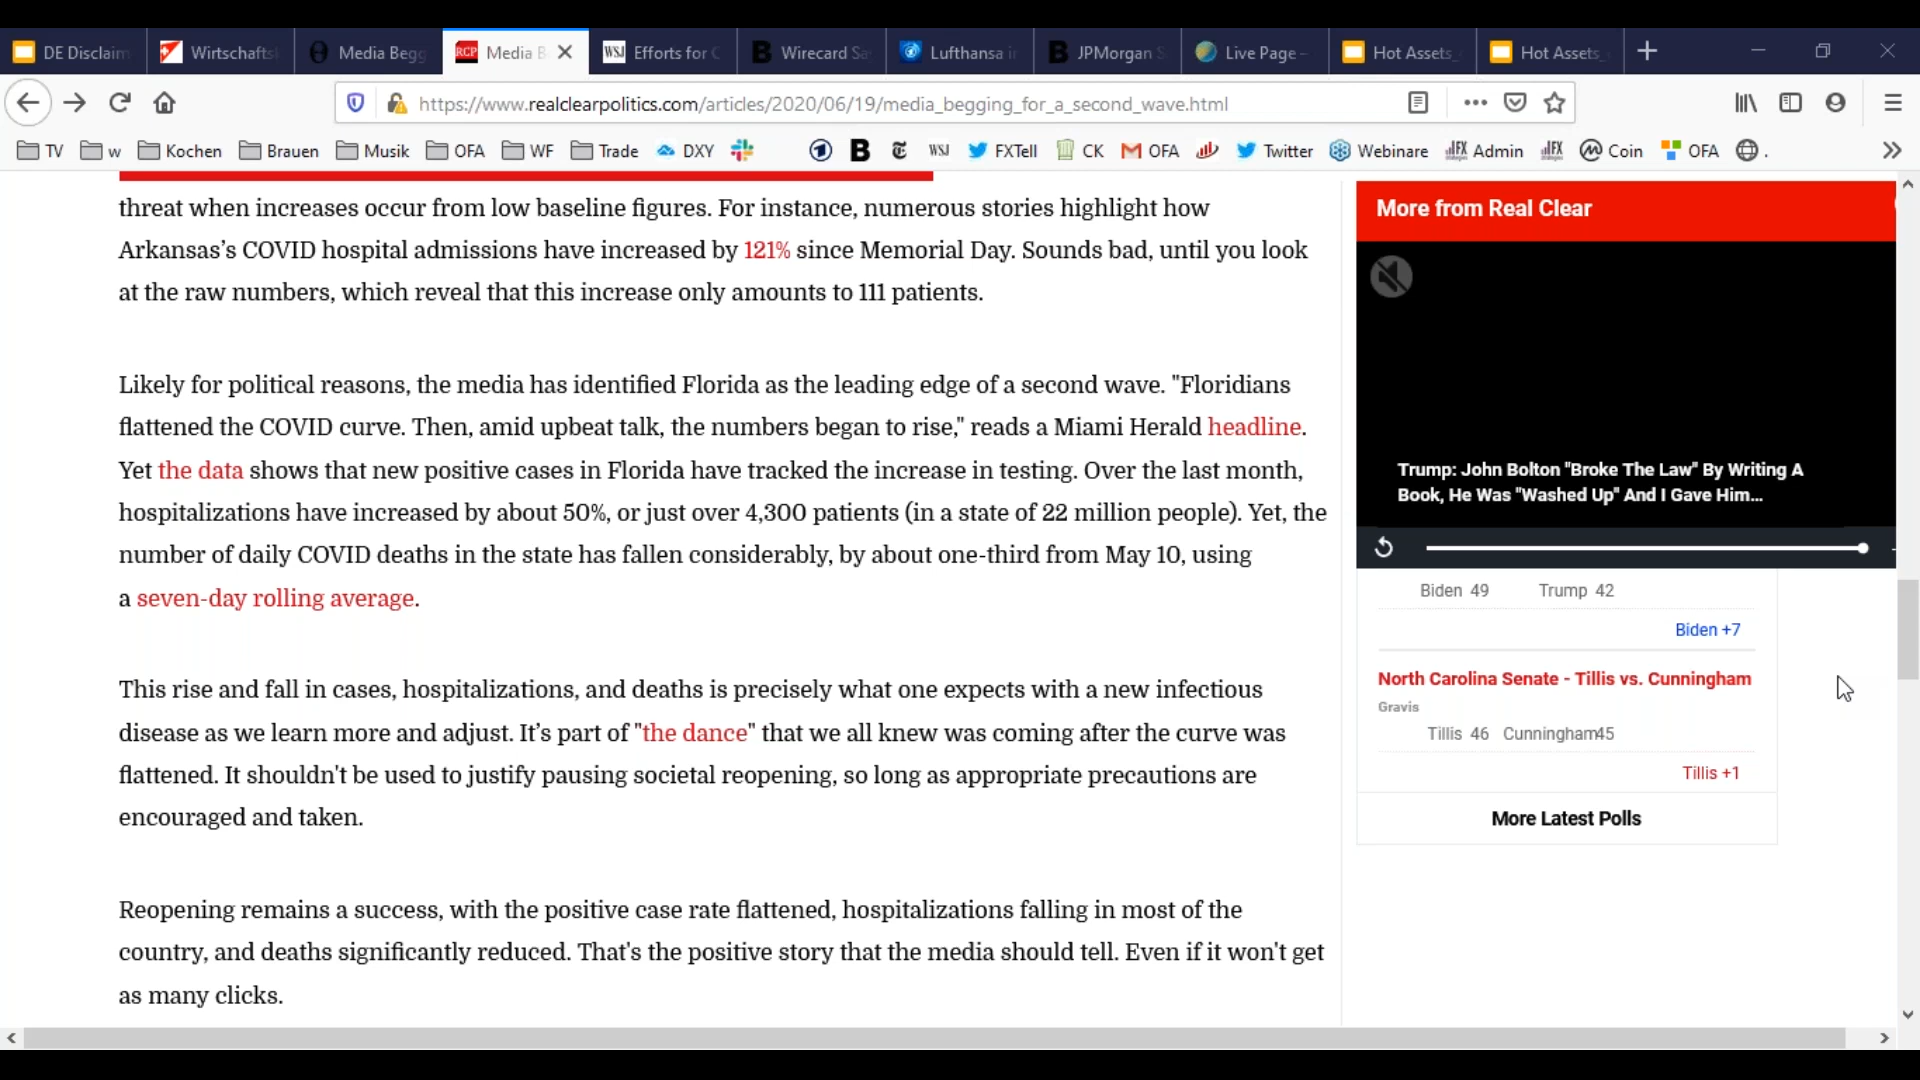 DE Disclaim
Wirtschafts
Media Begg
RCP Media B
WSJ Efforts for C
B Wirecard Sa
Lufthansa i
B JPMorgan S
Live Page -
Hot Assets_
Hot Assets_
https://www.realclearpolitics.com/articles/2020/06/19/media_begging_for_a_second_wave.html
TV w Kochen Brauen Musik OFA WF Trade DXY B WSJ FXTell CK OFA Twitter Webinare Admin Coin OFA .
threat when increases occur from low baseline figures. For instance, numerous stories highlight how
Arkansas’s COVID hospital admissions have increased by 121% since Memorial Day. Sounds bad, until you look
at the raw numbers, which reveal that this increase only amounts to 111 patients.
Likely for political reasons, the media has identified Florida as the leading edge of a second wave. "Floridians
flattened the COVID curve. Then, amid upbeat talk, the numbers began to rise," reads a Miami Herald headline.
Yet the data shows that new positive cases in Florida have tracked the increase in testing. Over the last month,
hospitalizations have increased by about 50%, or just over 4,300 patients (in a state of 22 million people). Yet, the
number of daily COVID deaths in the state has fallen considerably, by about one-third from May 10, using
a seven-day rolling average.
This rise and fall in cases, hospitalizations, and deaths is precisely what one expects with a new infectious
disease as we learn more and adjust. It’s part of "the dance" that we all knew was coming after the curve was
flattened. It shouldn't be used to justify pausing societal reopening, so long as appropriate precautions are
encouraged and taken.
Reopening remains a success, with the positive case rate flattened, hospitalizations falling in most of the
country, and deaths significantly reduced. That's the positive story that the media should tell. Even if it won't get
as many clicks.
More from Real Clear
Trump: John Bolton "Broke The Law" By Writing A
Book, He Was "Washed Up" And I Gave Him...
Biden 49 Trump 42
Biden +7
North Carolina Senate - Tillis vs. Cunningham
Gravis
Tillis 46 Cunningham45
Tillis +1
More Latest Polls